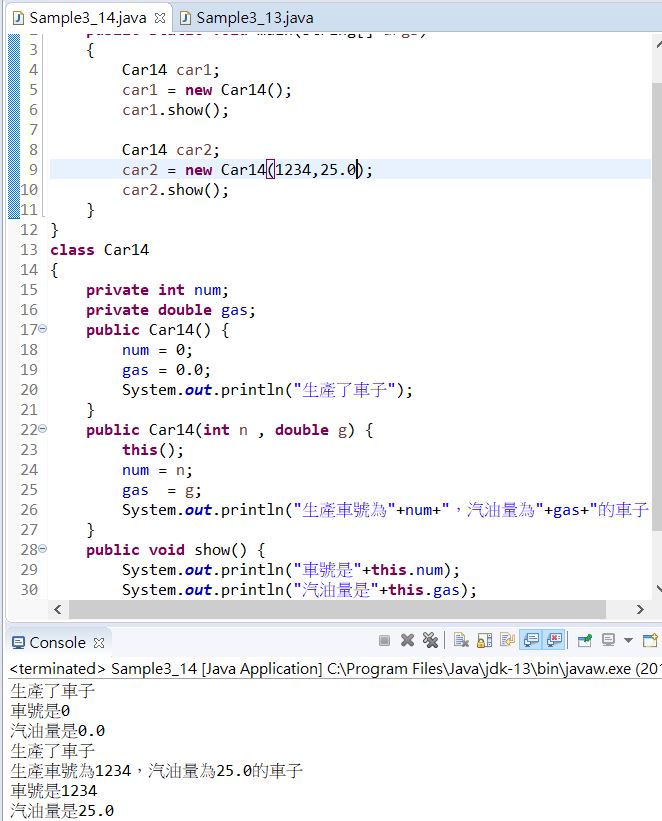 Sample3_14.java Sample3_13.java
2 public static void main(String[] args)
3 {
4 Car14 car1;
5 car1 = new Car14();
6 car1.show();
7
8 Car14 car2;
9 car2 = new Car14(1234,25.0);
10 car2.show();
11 }
12 }
13 class Car14
14 {
15 private int num;
16 private double gas;
17 public Car14() {
18 num = 0;
19 gas = 0.0;
20 System.out.println("生產了車子");
21 }
22 public Car14(int n , double g) {
23 this();
24 num = n;
25 gas  = g;
26 System.out.println("生產車號為"+num+"，汽油量為"+gas+"的車子
27 }
28 public void show() {
29 System.out.println("車號是"+this.num);
30 System.out.println("汽油量是"+this.gas);
Console
<terminated> Sample3_14 [Java Application] C:\Program Files\Java\jdk-13\bin\javaw.exe (201
生產了車子
車號是0
汽油量是0.0
生產了車子
生產車號為1234，汽油量為25.0的車子
車號是1234
汽油量是25.0